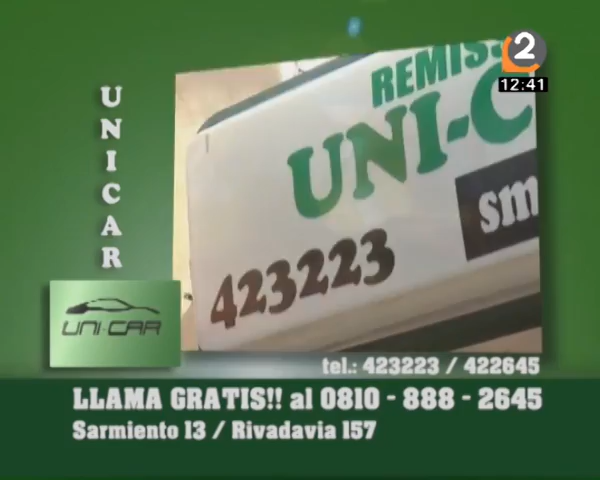 2
12:41
UNICAR
REMIS
UNI-C
sm
423223
UNI-CAR
tel.: 423223 / 422645
LLAMA GRATIS!! al 0810 - 888 - 2645
Sarmiento 13 / Rivadavia 157